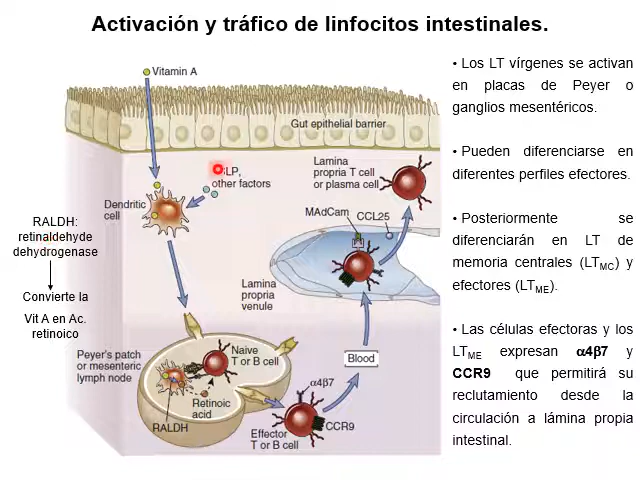 Activación y tráfico de linfocitos intestinales.
Vitamin A
Gut epithelial barrier
LP,
other factors
Dendritic
cell
Lamina
propria T cell
or plasma cell
MAdCam
CCL25
Lamina
propria
venule
RALDH:
retinaldehyde
dehydrogenase
Convierte la
Vit A en Ac.
retinoico
Peyer's patch
or mesenteric
lymph node
Naive
T or B cell
Retinoic
acid
RALDH
Blood
α4β7
CCR9
Effector
T or B cell
• Los LT vírgenes se activan
en placas de Peyer o
ganglios mesentéricos.
• Pueden diferenciarse en
diferentes perfiles efectores.
• Posteriormente se
diferenciarán en LT de
memoria centrales (LTMC) y
efectores (LTME).
• Las células efectoras y los
LTME expresan α4β7 y
CCR9 que permitirá su
reclutamiento desde la
circulación a lámina propia
intestinal.